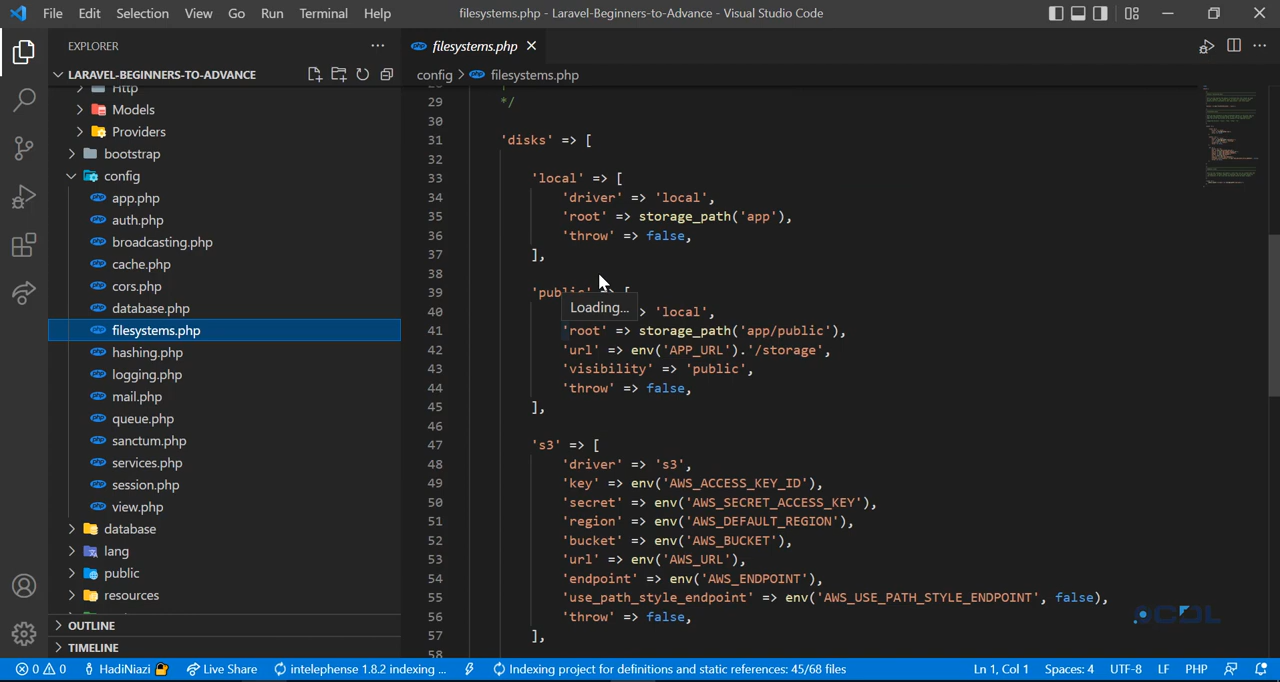 File Edit Selection View Go Run Terminal Help filesystems.php - Laravel-Beginners-to-Advance - Visual Studio Code
EXPLORER
LARAVEL-BEGINNERS-TO-ADVANCE
Http
Models
Providers
bootstrap
config
app.php
auth.php
broadcasting.php
cache.php
cors.php
database.php
filesystems.php
hashing.php
logging.php
mail.php
queue.php
sanctum.php
services.php
session.php
view.php
database
lang
public
resources
OUTLINE
TIMELINE
php filesystems.php
config > php filesystems.php
29 */
30
31 'disks' => [
32
33 'local' => [
34 'driver' => 'local',
35 'root' => storage_path('app'),
36 'throw' => false,
37 ],
38
39 'public' => [
Loading...
40 > 'local',
41 'root' => storage_path('app/public'),
42 'url' => env('APP_URL').'/storage',
43 'visibility' => 'public',
44 'throw' => false,
45 ],
46
47 's3' => [
48 'driver' => 's3',
49 'key' => env('AWS_ACCESS_KEY_ID'),
50 'secret' => env('AWS_SECRET_ACCESS_KEY'),
51 'region' => env('AWS_DEFAULT_REGION'),
52 'bucket' => env('AWS_BUCKET'),
53 'url' => env('AWS_URL'),
54 'endpoint' => env('AWS_ENDPOINT'),
55 'use_path_style_endpoint' => env('AWS_USE_PATH_STYLE_ENDPOINT', false),
56 'throw' => false,
57 ],
58
0 0 HadiNiazi Live Share intelephense 1.8.2 indexing ... Indexing project for definitions and static references: 45/68 files Ln 1, Col 1 Spaces: 4 UTF-8 LF PHP